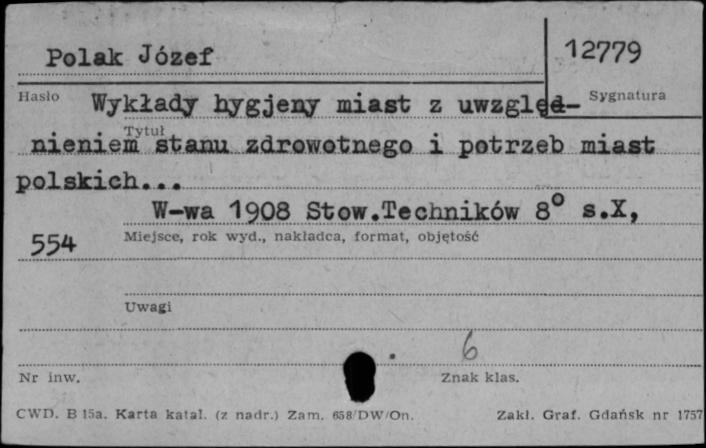 Polak Józef
12779
Hasło
Wykłady hygjeny miast z uwzględ-
Sygnatura
Tytuł
nieniem stanu zdrowotnego i potrzeb miast
polskich...
W-wa 1908 Stow.Techników 8° s.X,
554
Miejsce, rok wyd., nakładca, format, objętość
Uwagi
6
Nr inw.
Znak klas.
CWD. B 15a. Karta katal. (z nadr.) Zam. 658/DW/On.
Zakł. Graf. Gdańsk nr 1757